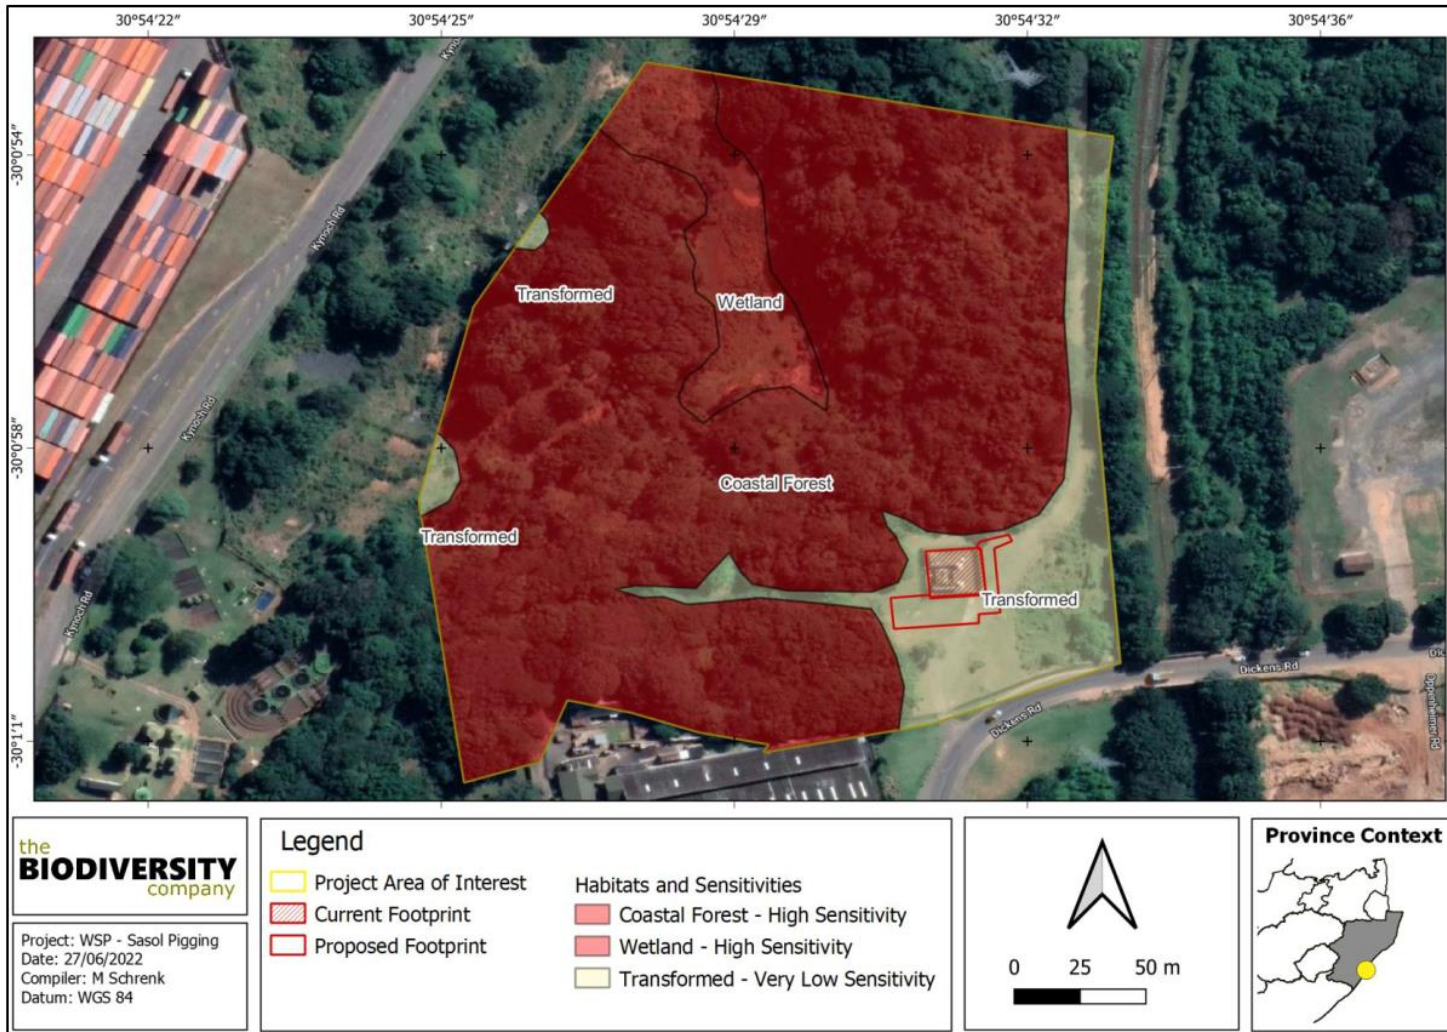 30°54′22″ 30°54′25″ 30°54′29″ 30°54′32″ 30°54′36″
-30°0′54″
-30°0′58″
-30°1′1″
Kynoch Rd
Kynoch Rd
Kynoch Rd
Transformed
Wetland
Coastal Forest
Transformed
Transformed
Dickens Rd
Dickens Rd
Oppenheimer Rd
the
BIODIVERSITY
company
Project: WSP - Sasol Pigging
Date: 27/06/2022
Compiler: M Schrenk
Datum: WGS 84
Legend
Project Area of Interest
Current Footprint
Proposed Footprint
Habitats and Sensitivities
Coastal Forest - High Sensitivity
Wetland - High Sensitivity
Transformed - Very Low Sensitivity
0 25 50 m
Province Context